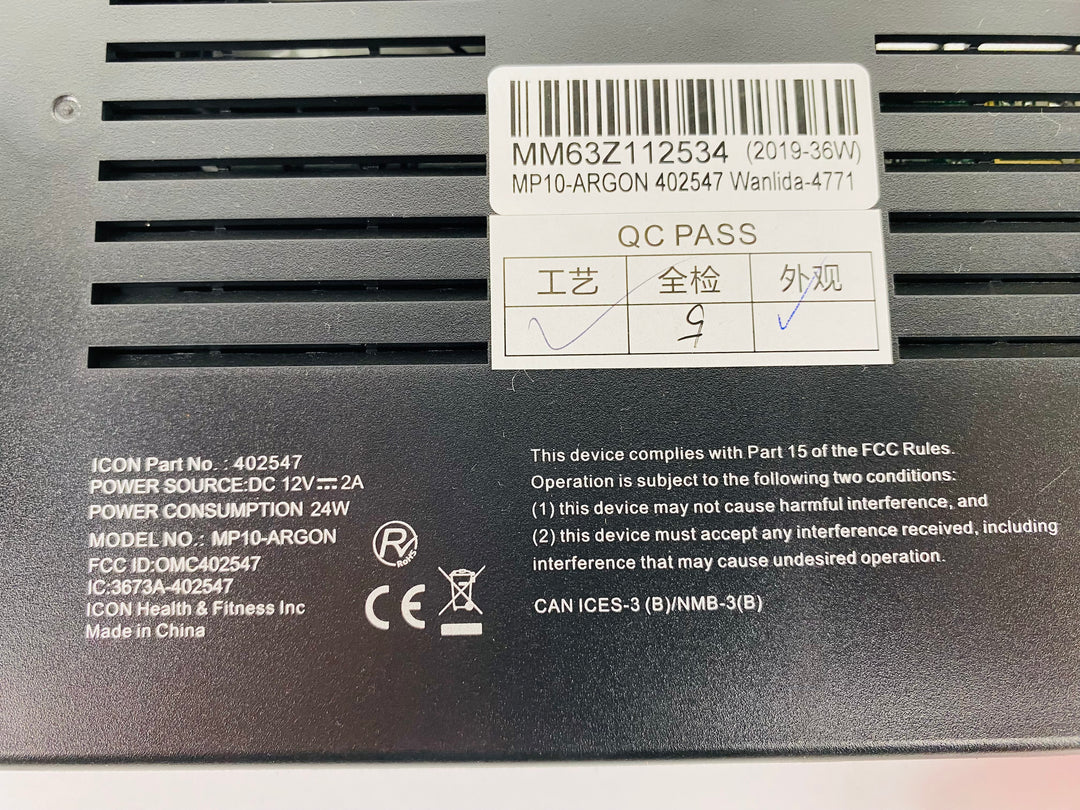 MM63Z112534 (2019-36W)
MP10-ARGON 402547 Wanlida-4771
QC PASS
工艺 全检 外观
9
ICON Part No. : 402547
POWER SOURCE:DC 12V⎓2A
POWER CONSUMPTION 24W
MODEL NO.: MP10-ARGON
FCC ID:OMC402547
IC:3673A-402547
ICON Health & Fitness Inc
Made in China
R
RoHS
CE
This device complies with Part 15 of the FCC Rules.
Operation is subject to the following two conditions:
(1) this device may not cause harmful interference, and
(2) this device must accept any interference received, including
interference that may cause undesired operation.
CAN ICES-3 (B)/NMB-3(B)